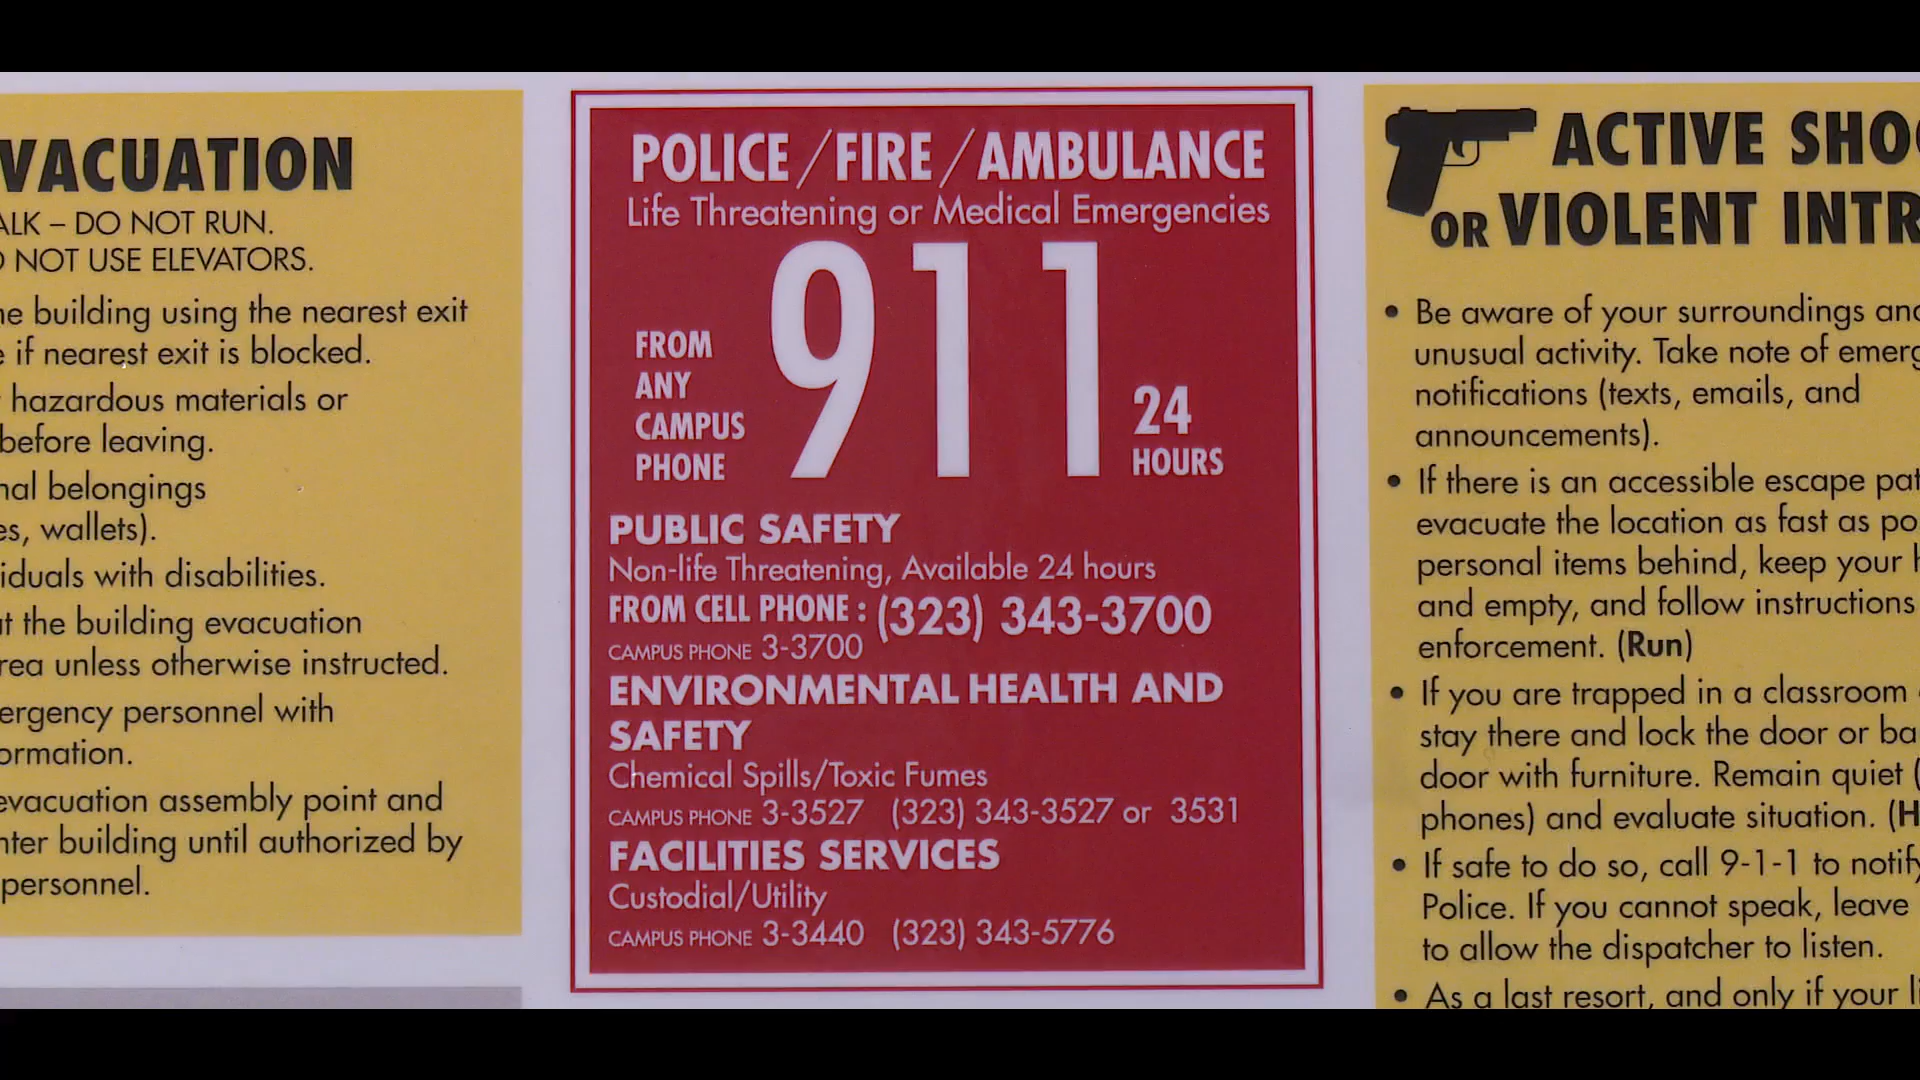 VACUATION
ALK – DO NOT RUN.
NOT USE ELEVATORS.
building using the nearest exit
if nearest exit is blocked.
hazardous materials or
before leaving.
belongings
wallets).
with disabilities.
the building evacuation
unless otherwise instructed.
personnel with
evacuation assembly point and
building until authorized by
personnel.
POLICE/FIRE/AMBULANCE
Life Threatening or Medical Emergencies
FROM
ANY
CAMPUS
PHONE
911
24
HOURS
PUBLIC SAFETY
Non-life Threatening, Available 24 hours
FROM CELL PHONE : (323) 343-3700
CAMPUS PHONE 3-3700
ENVIRONMENTAL HEALTH AND
SAFETY
Chemical Spills/Toxic Fumes
CAMPUS PHONE 3-3527 (323) 343-3527 or 3531
FACILITIES SERVICES
Custodial/Utility
CAMPUS PHONE 3-3440 (323) 343-5776
ACTIVE SHOO
OR VIOLENT INTR
• Be aware of your surroundings and
unusual activity. Take note of emerg
notifications (texts, emails, and
announcements).
• If there is an accessible escape pat
evacuate the location as fast as po
personal items behind, keep your
and empty, and follow instructions
enforcement. (Run)
• If you are trapped in a classroom
stay there and lock the door or ba
door with furniture. Remain quiet (
phones) and evaluate situation. (H
• If safe to do so, call 9-1-1 to notify
Police. If you cannot speak, leave
to allow the dispatcher to listen.
• As a last resort, and only if your li